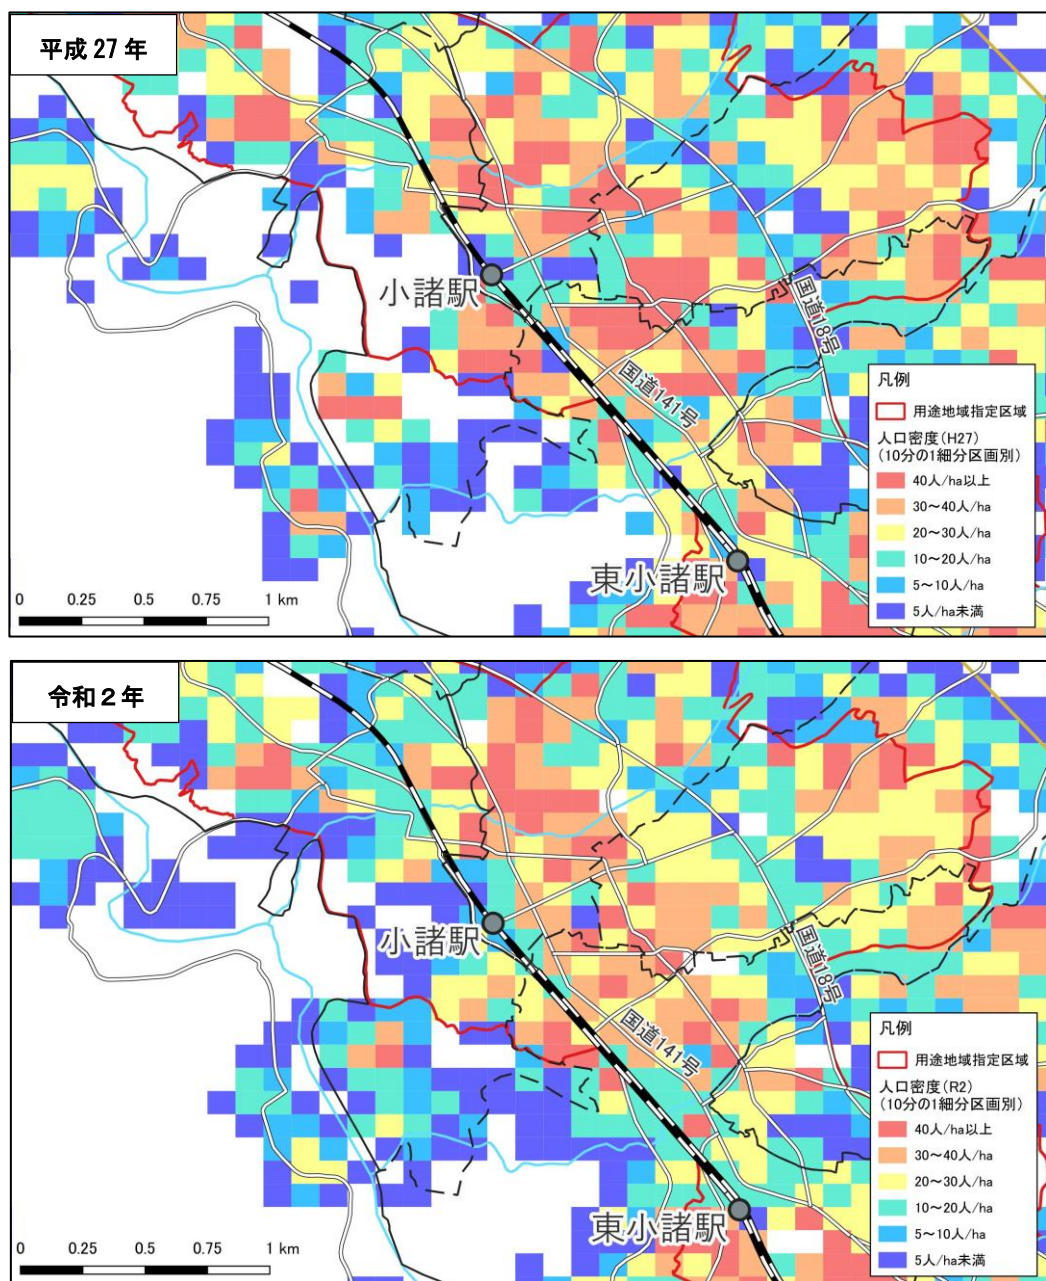 平成 27 年
小諸駅
国道18号
国道141号
東小諸駅
凡例
用途地域指定区域
人口密度(H27)
(10分の1細分区画別)
40人/ha以上
30~40人/ha
20~30人/ha
10~20人/ha
5~10人/ha
5人/ha未満
0 0.25 0.5 0.75 1 km
令和2年
小諸駅
国道18号
国道141号
東小諸駅
凡例
用途地域指定区域
人口密度(R2)
(10分の1細分区画別)
40人/ha以上
30~40人/ha
20~30人/ha
10~20人/ha
5~10人/ha
5人/ha未満
0 0.25 0.5 0.75 1 km